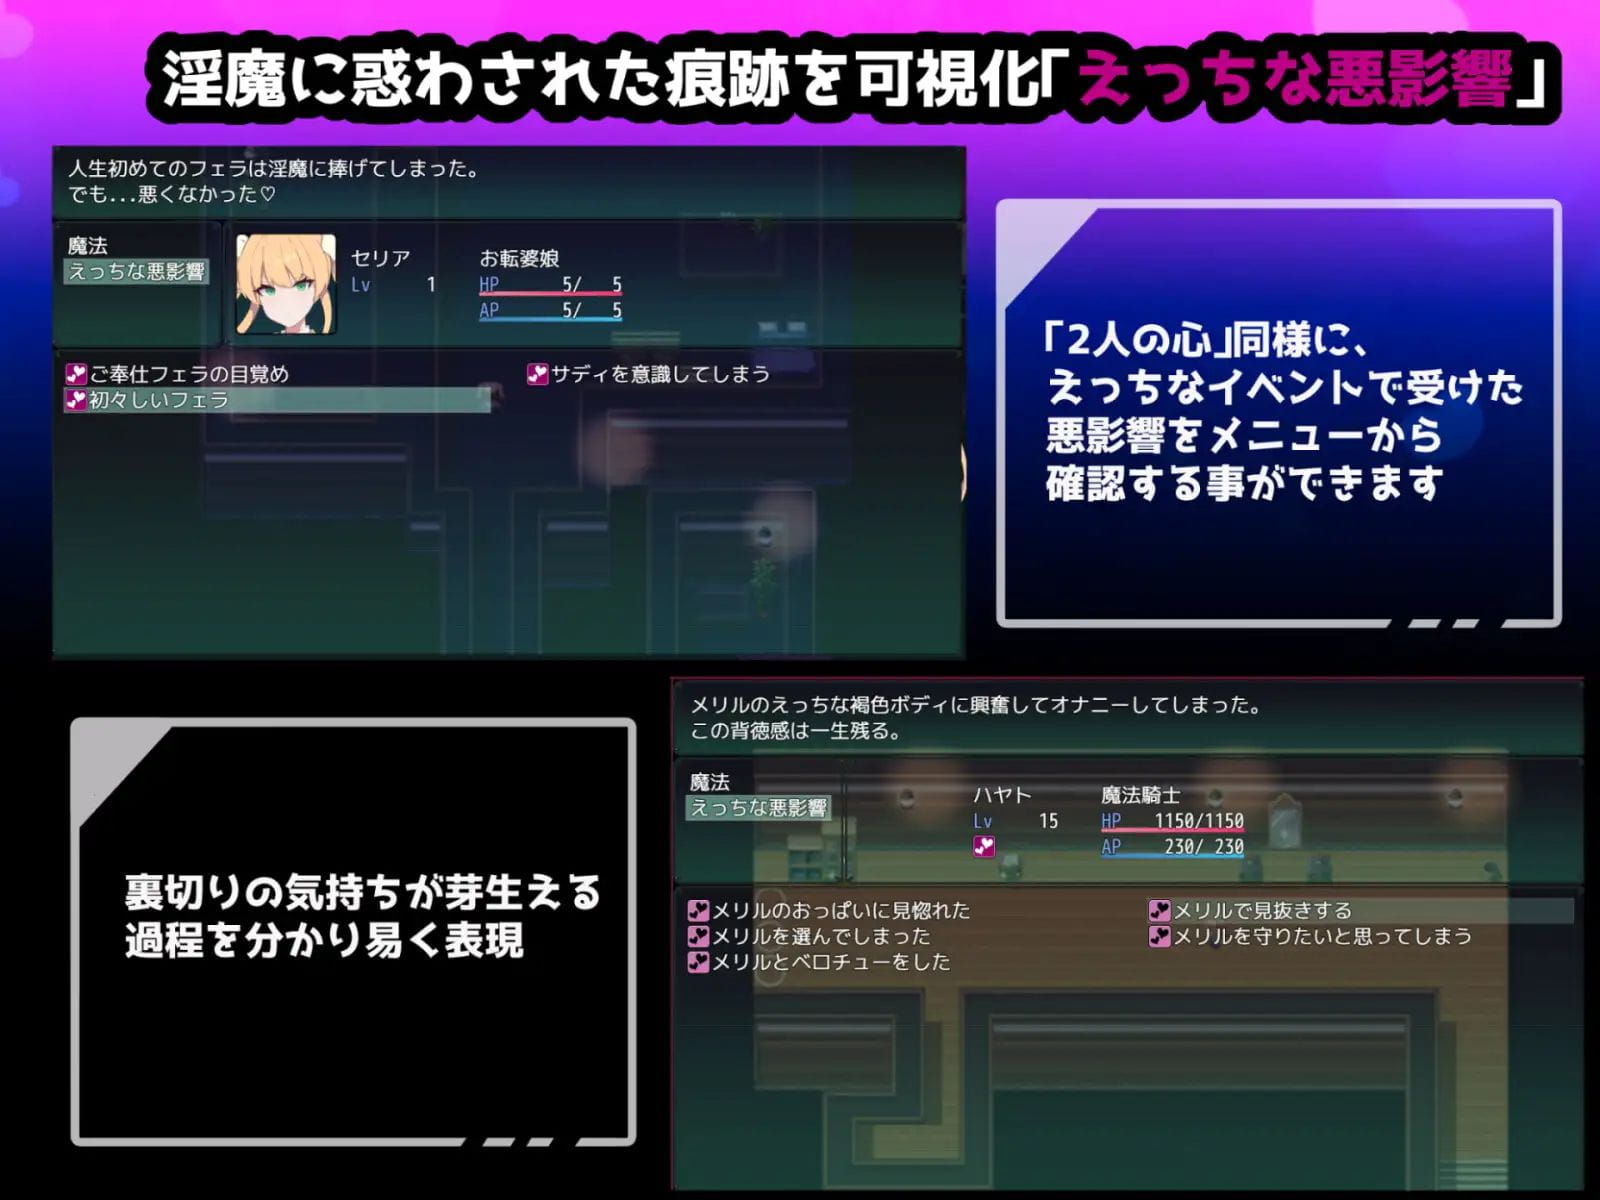 淫魔に惑わされた痕跡を可視化「えっちな悪影響」
人生初めてのフェラは淫魔に捧げてしまった。
でも...悪くなかった♡
魔法
えっちな悪影響
セリア
Lv 1
お転婆娘
HP 5/ 5
AP 5/ 5
ご奉仕フェラの目覚め
サディを意識してしまう
初々しいフェラ
「2人の心」同様に、
えっちなイベントで受けた
悪影響をメニューから
確認する事ができます
裏切りの気持ちが芽生える
過程を分かり易く表現
メリルのえっちな褐色ボディに興奮してオナニーしてしまった。
この背徳感は一生残る。
魔法
えっちな悪影響
ハヤト
Lv 15
魔法騎士
HP 1150/1150
AP 230/ 230
メリルのおっぱいに見惚れた
メリルで見抜きする
メリルを選んでしまった
メリルを守りたいと思ってしまう
メリルとベロチューをした